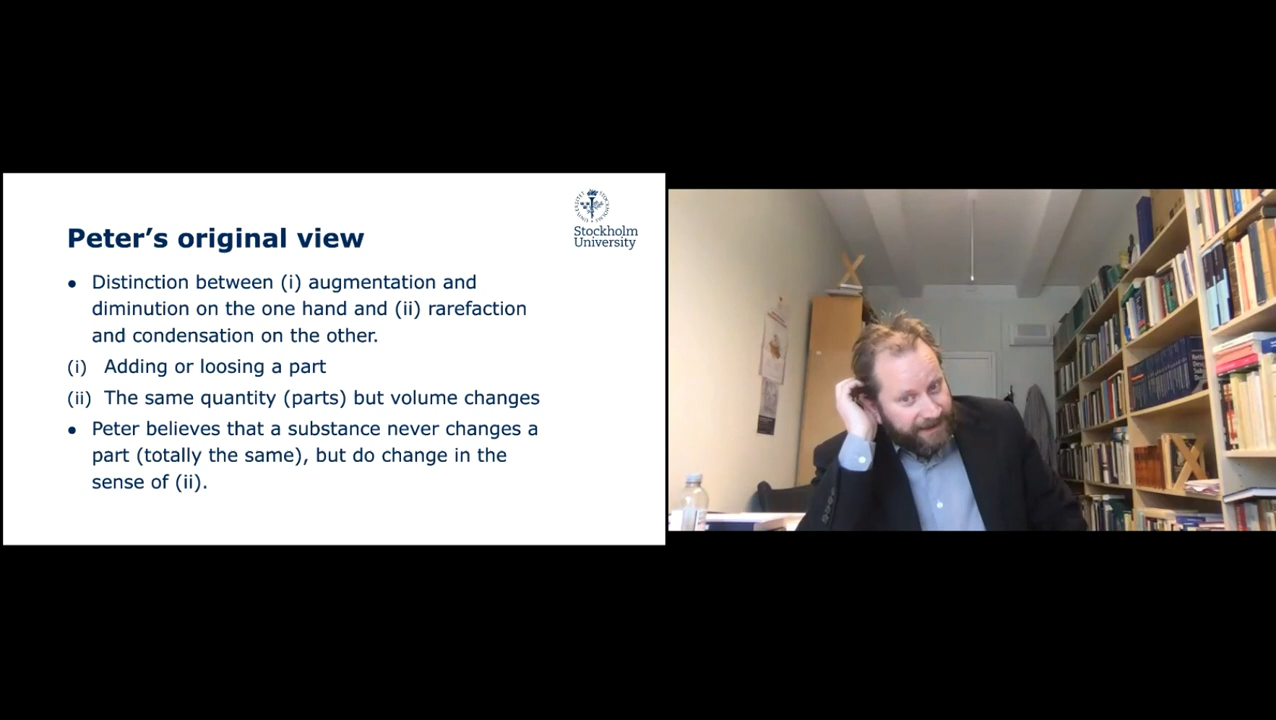 Stockholm
University
Peter's original view
• Distinction between (i) augmentation and
diminution on the one hand and (ii) rarefaction
and condensation on the other.
(i) Adding or loosing a part
(ii) The same quantity (parts) but volume changes
• Peter believes that a substance never changes a
part (totally the same), but do change in the
sense of (ii).